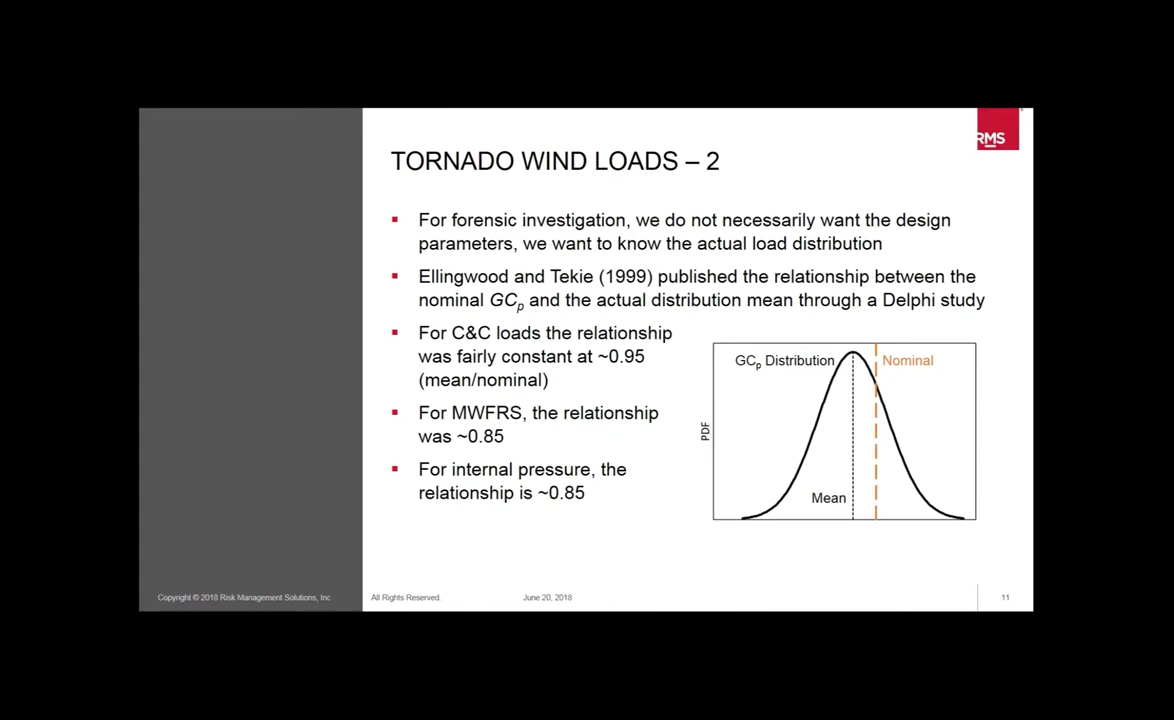 RMS
TORNADO WIND LOADS – 2
▪ For forensic investigation, we do not necessarily want the design
parameters, we want to know the actual load distribution
▪ Ellingwood and Tekie (1999) published the relationship between the
nominal GCp and the actual distribution mean through a Delphi study
▪ For C&C loads the relationship
was fairly constant at ~0.95
(mean/nominal)
▪ For MWFRS, the relationship
was ~0.85
▪ For internal pressure, the
relationship is ~0.85
GCp Distribution
Nominal
PDF
Mean
Copyright © 2018 Risk Management Solutions, Inc
All Rights Reserved.
June 20, 2018
11